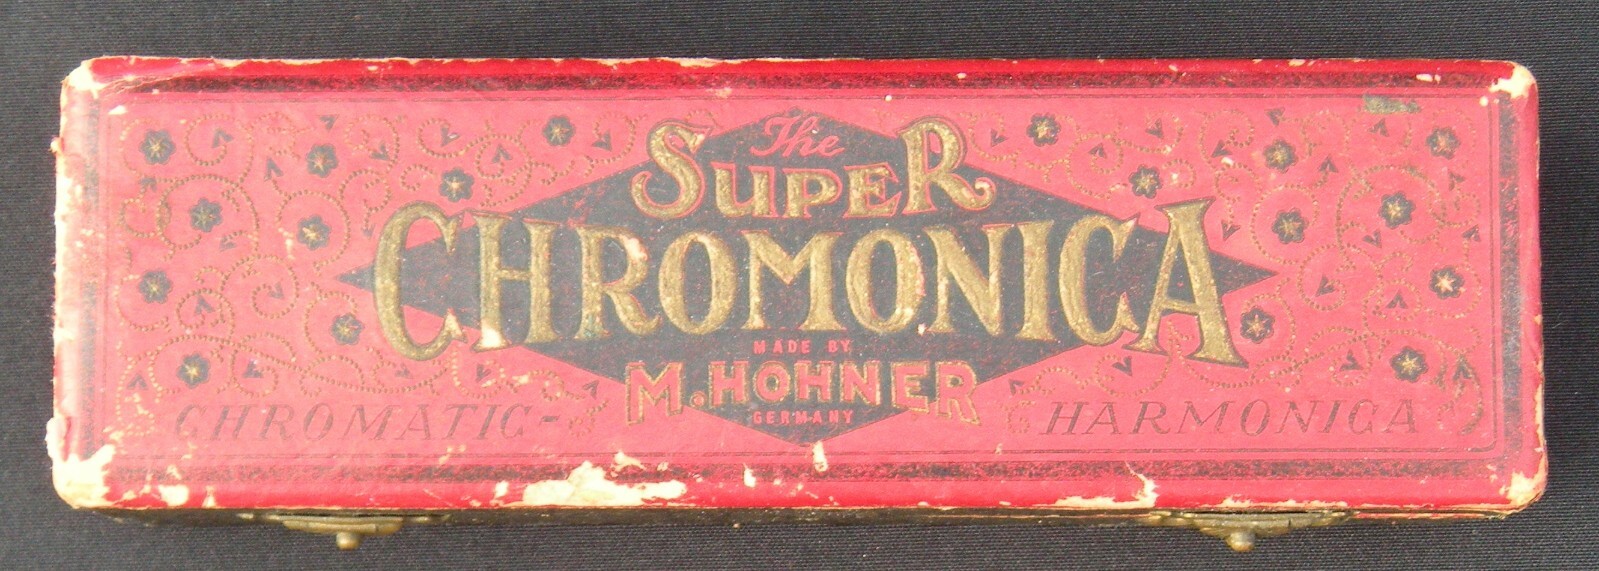 The
SUPER
CHROMONICA
MADE BY
M. HOHNER
GERMANY
CHROMATIC- HARMONICA